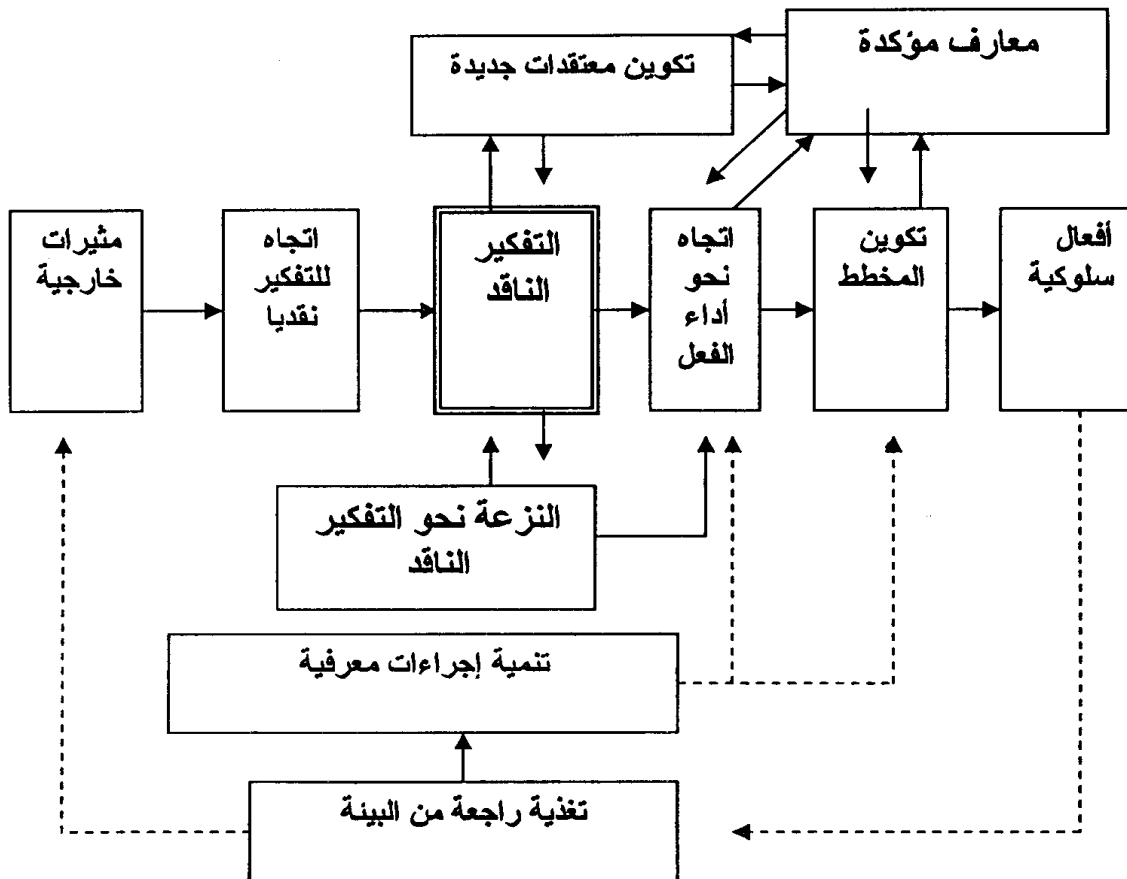 معارف مؤكدة
تكوين معتقدات جديدة
مثيرات
خارجية
اتجاه
للتفكير
نقديا
التفكير
الناقد
اتجاه
نحو
أداء
الفعل
تكوين
المخطط
أفعال
سلوكية
النزعة نحو التفكير
الناقد
تنمية إجراءات معرفية
تغذية راجعة من البيئة